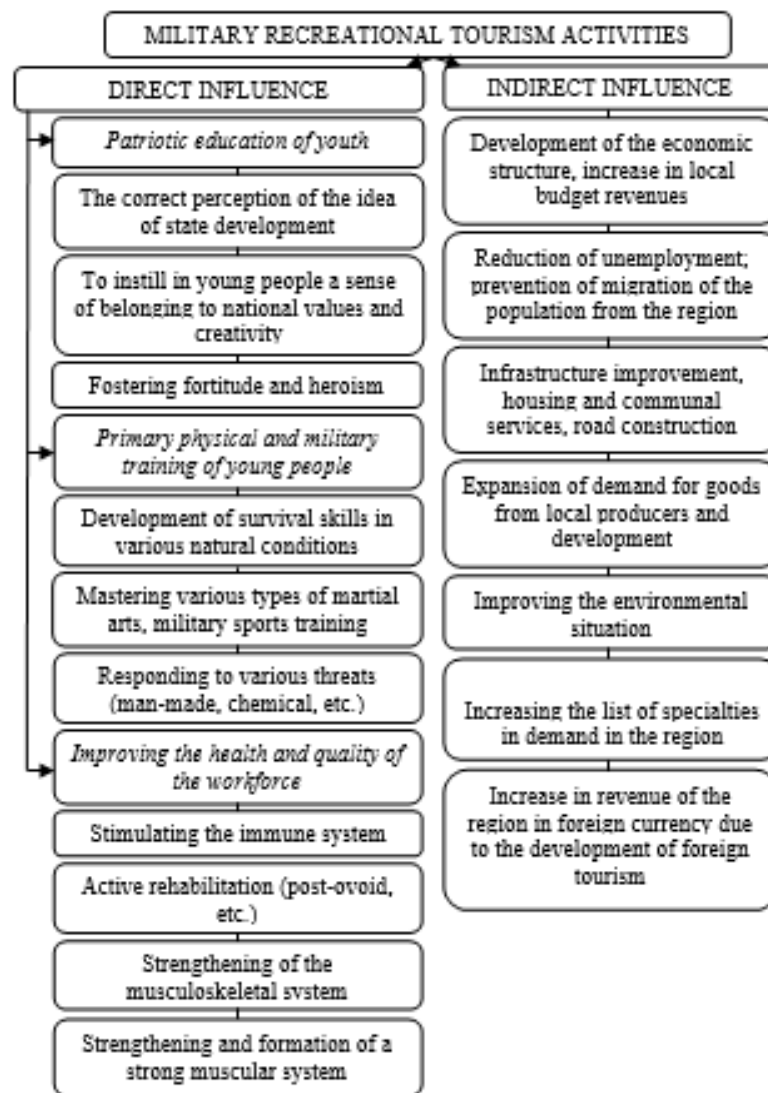 MILITARY RECREATIONAL TOURISM ACTIVITIES
DIRECT INFLUENCE
Patriotic education of youth
The correct perception of the idea
of state development
To instill in young people a sense
of belonging to national values and
creativity
Fostering fortitude and heroism
Primary physical and military
training of young people
Development of survival skills in
various natural conditions
Mastering various types of martial
arts, military sports training
Responding to various threats
(man-made, chemical, etc.)
Improving the health and quality of
the workforce
Stimulating the immune system
Active rehabilitation (post-ovoid,
etc.)
Strengthening of the
musculoskeletal system
Strengthening and formation of a
strong muscular system
INDIRECT INFLUENCE
Development of the economic
structure, increase in local
budget revenues
Reduction of unemployment;
prevention of migration of the
population from the region
Infrastructure improvement,
housing and communal
services, road construction
Expansion of demand for goods
from local producers and
development
Improving the environmental
situation
Increasing the list of specialties
in demand in the region
Increase in revenue of the
region in foreign currency due
to the development of foreign
tourism